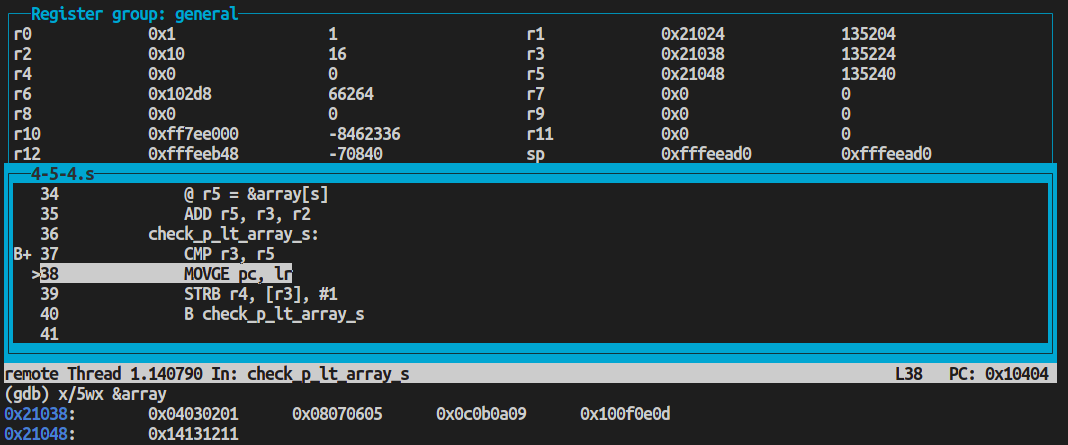 Register group: general
r0 0x1 1 r1 0x21024 135204
r2 0x10 16 r3 0x21038 135224
r4 0x0 0 r5 0x21048 135240
r6 0x102d8 66264 r7 0x0 0
r8 0x0 0 r9 0x0 0
r10 0xff7ee000 -8462336 r11 0x0 0
r12 0xfffeeb48 -70840 sp 0xfffeead0 0xfffeead0
4-5-4.s
34 @ r5 = &array[s]
35 ADD r5, r3, r2
36 check_p_lt_array_s:
B+ 37 CMP r3, r5
>38 MOVGE pc, lr
39 STRB r4, [r3], #1
40 B check_p_lt_array_s
41
remote Thread 1.140790 In: check_p_lt_array_s L38 PC: 0x10404
(gdb) x/5wx &array
0x21038: 0x04030201 0x08070605 0x0c0b0a09 0x100f0e0d
0x21048: 0x14131211